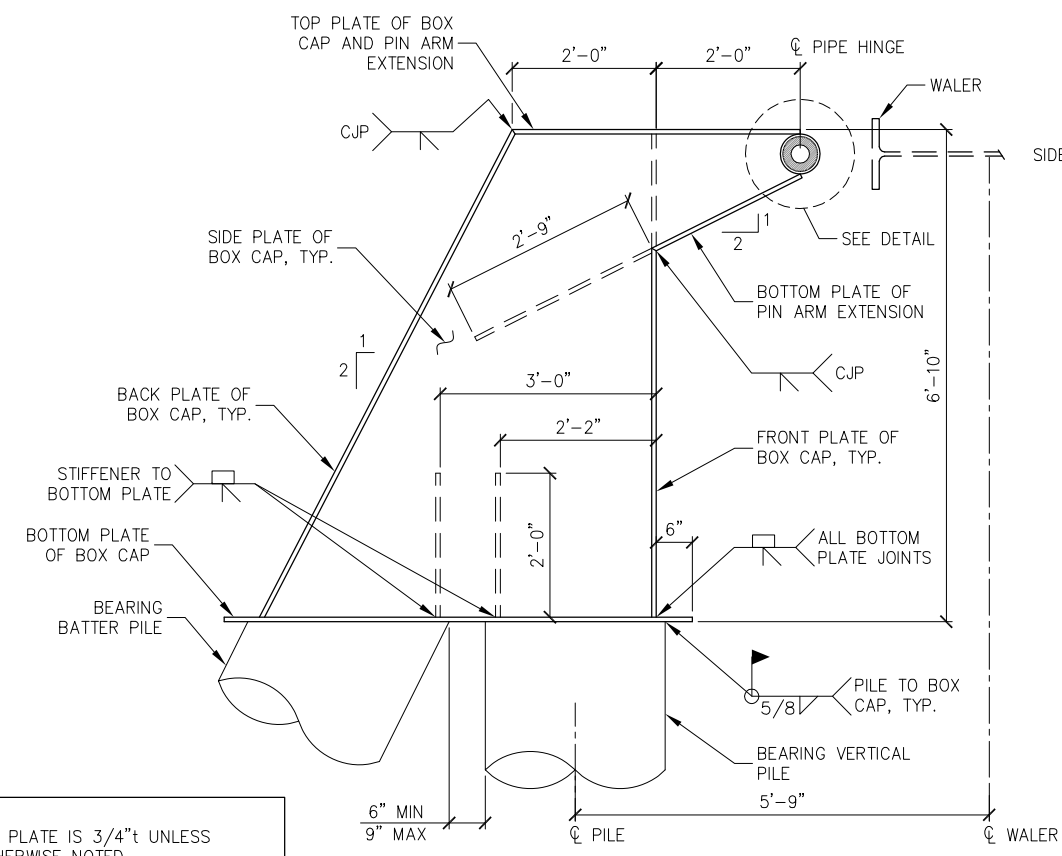 TOP PLATE OF BOX
CAP AND PIN ARM
EXTENSION
2'-0"
2'-0"
℄ PIPE HINGE
WALER
CJP
SIDE
SIDE PLATE OF
BOX CAP, TYP.
2'-9"
1
2
SEE DETAIL
BOTTOM PLATE OF
PIN ARM EXTENSION
1
2
CJP
6'-10"
3'-0"
BACK PLATE OF
BOX CAP, TYP.
2'-2"
FRONT PLATE OF
BOX CAP, TYP.
STIFFENER TO
BOTTOM PLATE
2'-0"
6"
BOTTOM PLATE
OF BOX CAP
ALL BOTTOM
PLATE JOINTS
BEARING
BATTER PILE
5/8
PILE TO BOX
CAP, TYP.
BEARING VERTICAL
PILE
6" MIN
9" MAX
5'-9"
℄ PILE
℄ WALER
PLATE IS 3/4"t UNLESS